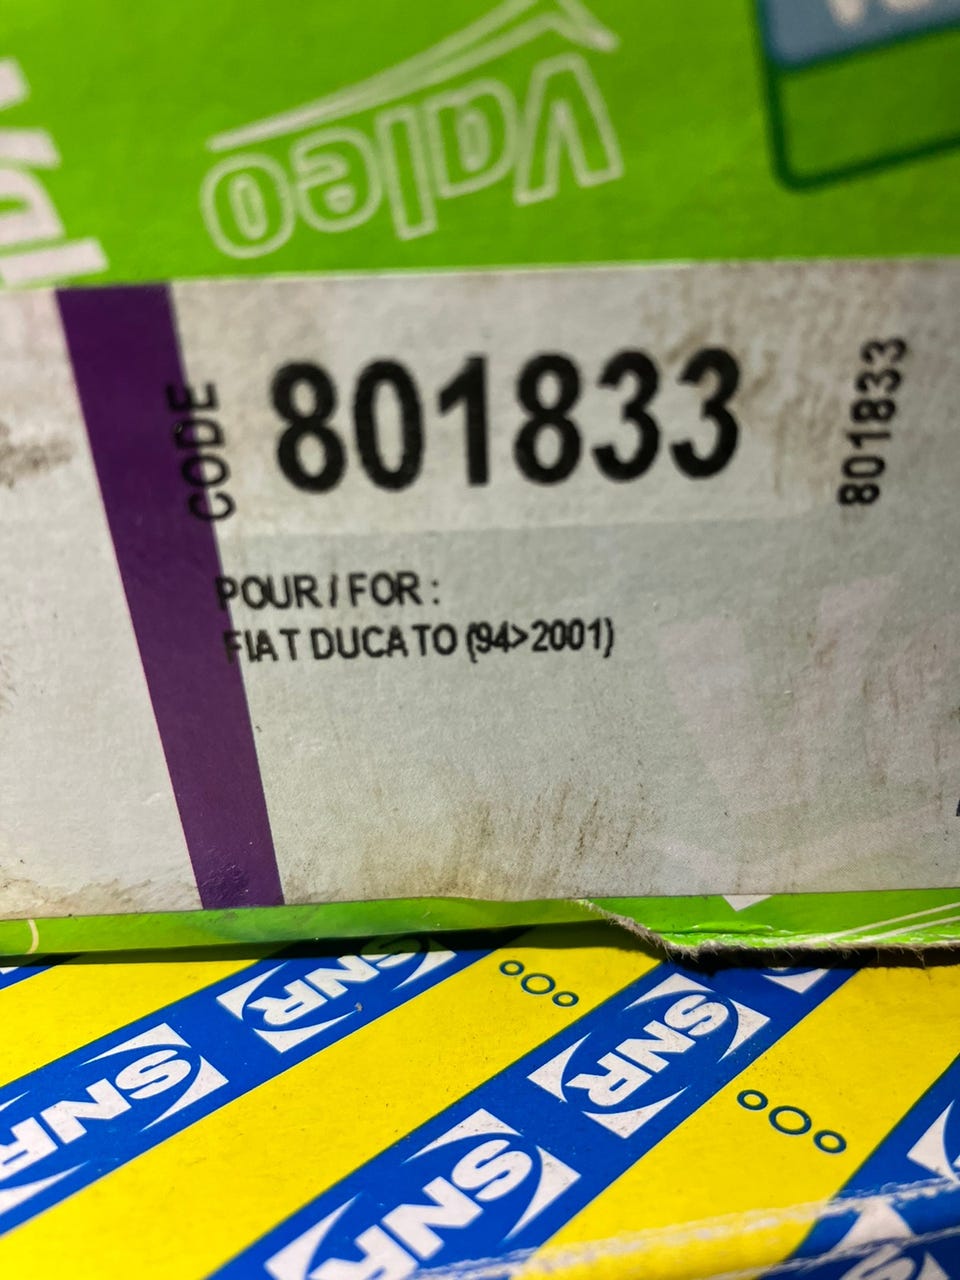 Valeo
CODE
801833
801833
POUR / FOR :
FIAT DUCATO (94>2001)
SNR
SNR
SNR
SNR